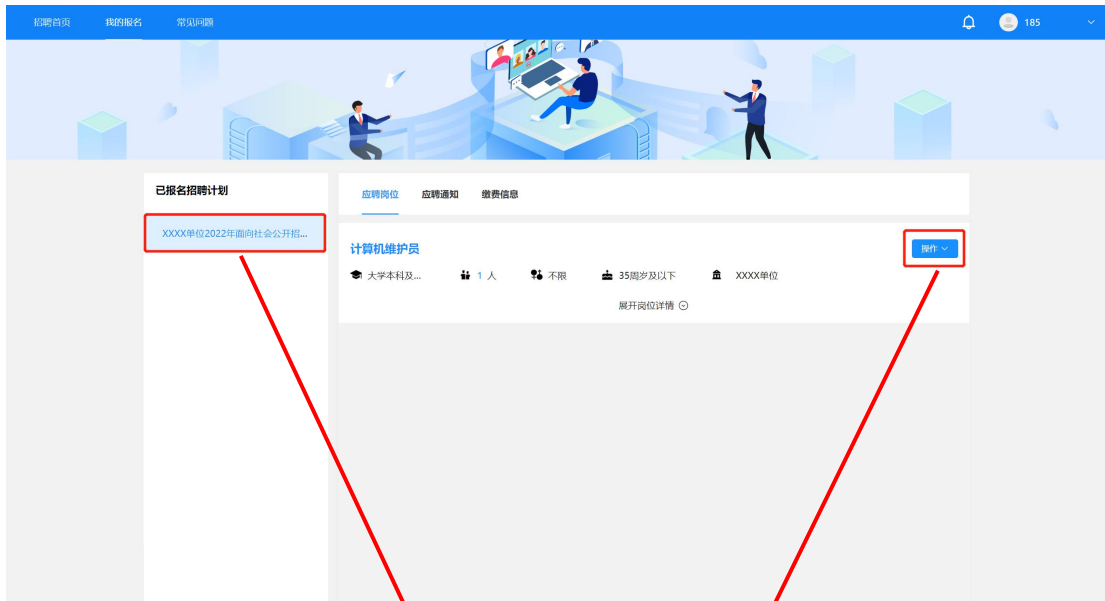 招聘首页 我的报名 常见问题 185
已报名招聘计划 应聘岗位 应聘通知 缴费信息
XXXX单位2022年面向社会公开招...
计算机维护员 操作
大学本科及... 1 人 不限 35周岁及以下 XXXX单位
展开岗位详情